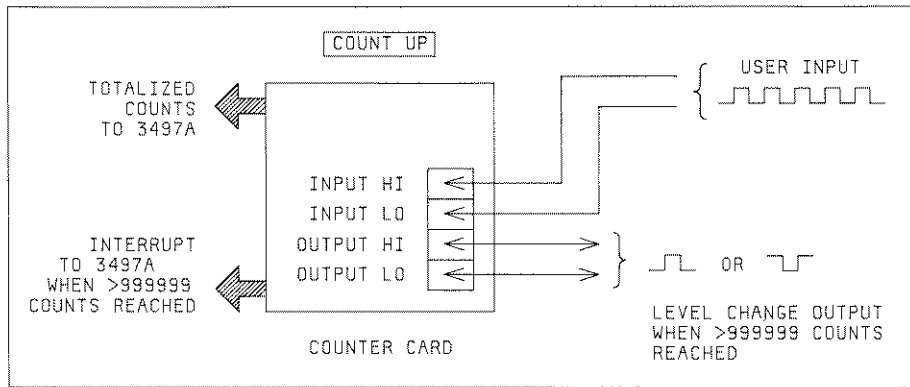 COUNT UP
TOTALIZED
COUNTS
TO 3497A
USER INPUT
INPUT HI
INPUT LO
OUTPUT HI
OUTPUT LO
INTERRUPT
TO 3497A
WHEN >999999
COUNTS REACHED
OR
LEVEL CHANGE OUTPUT
WHEN >999999 COUNTS
REACHED
COUNTER CARD